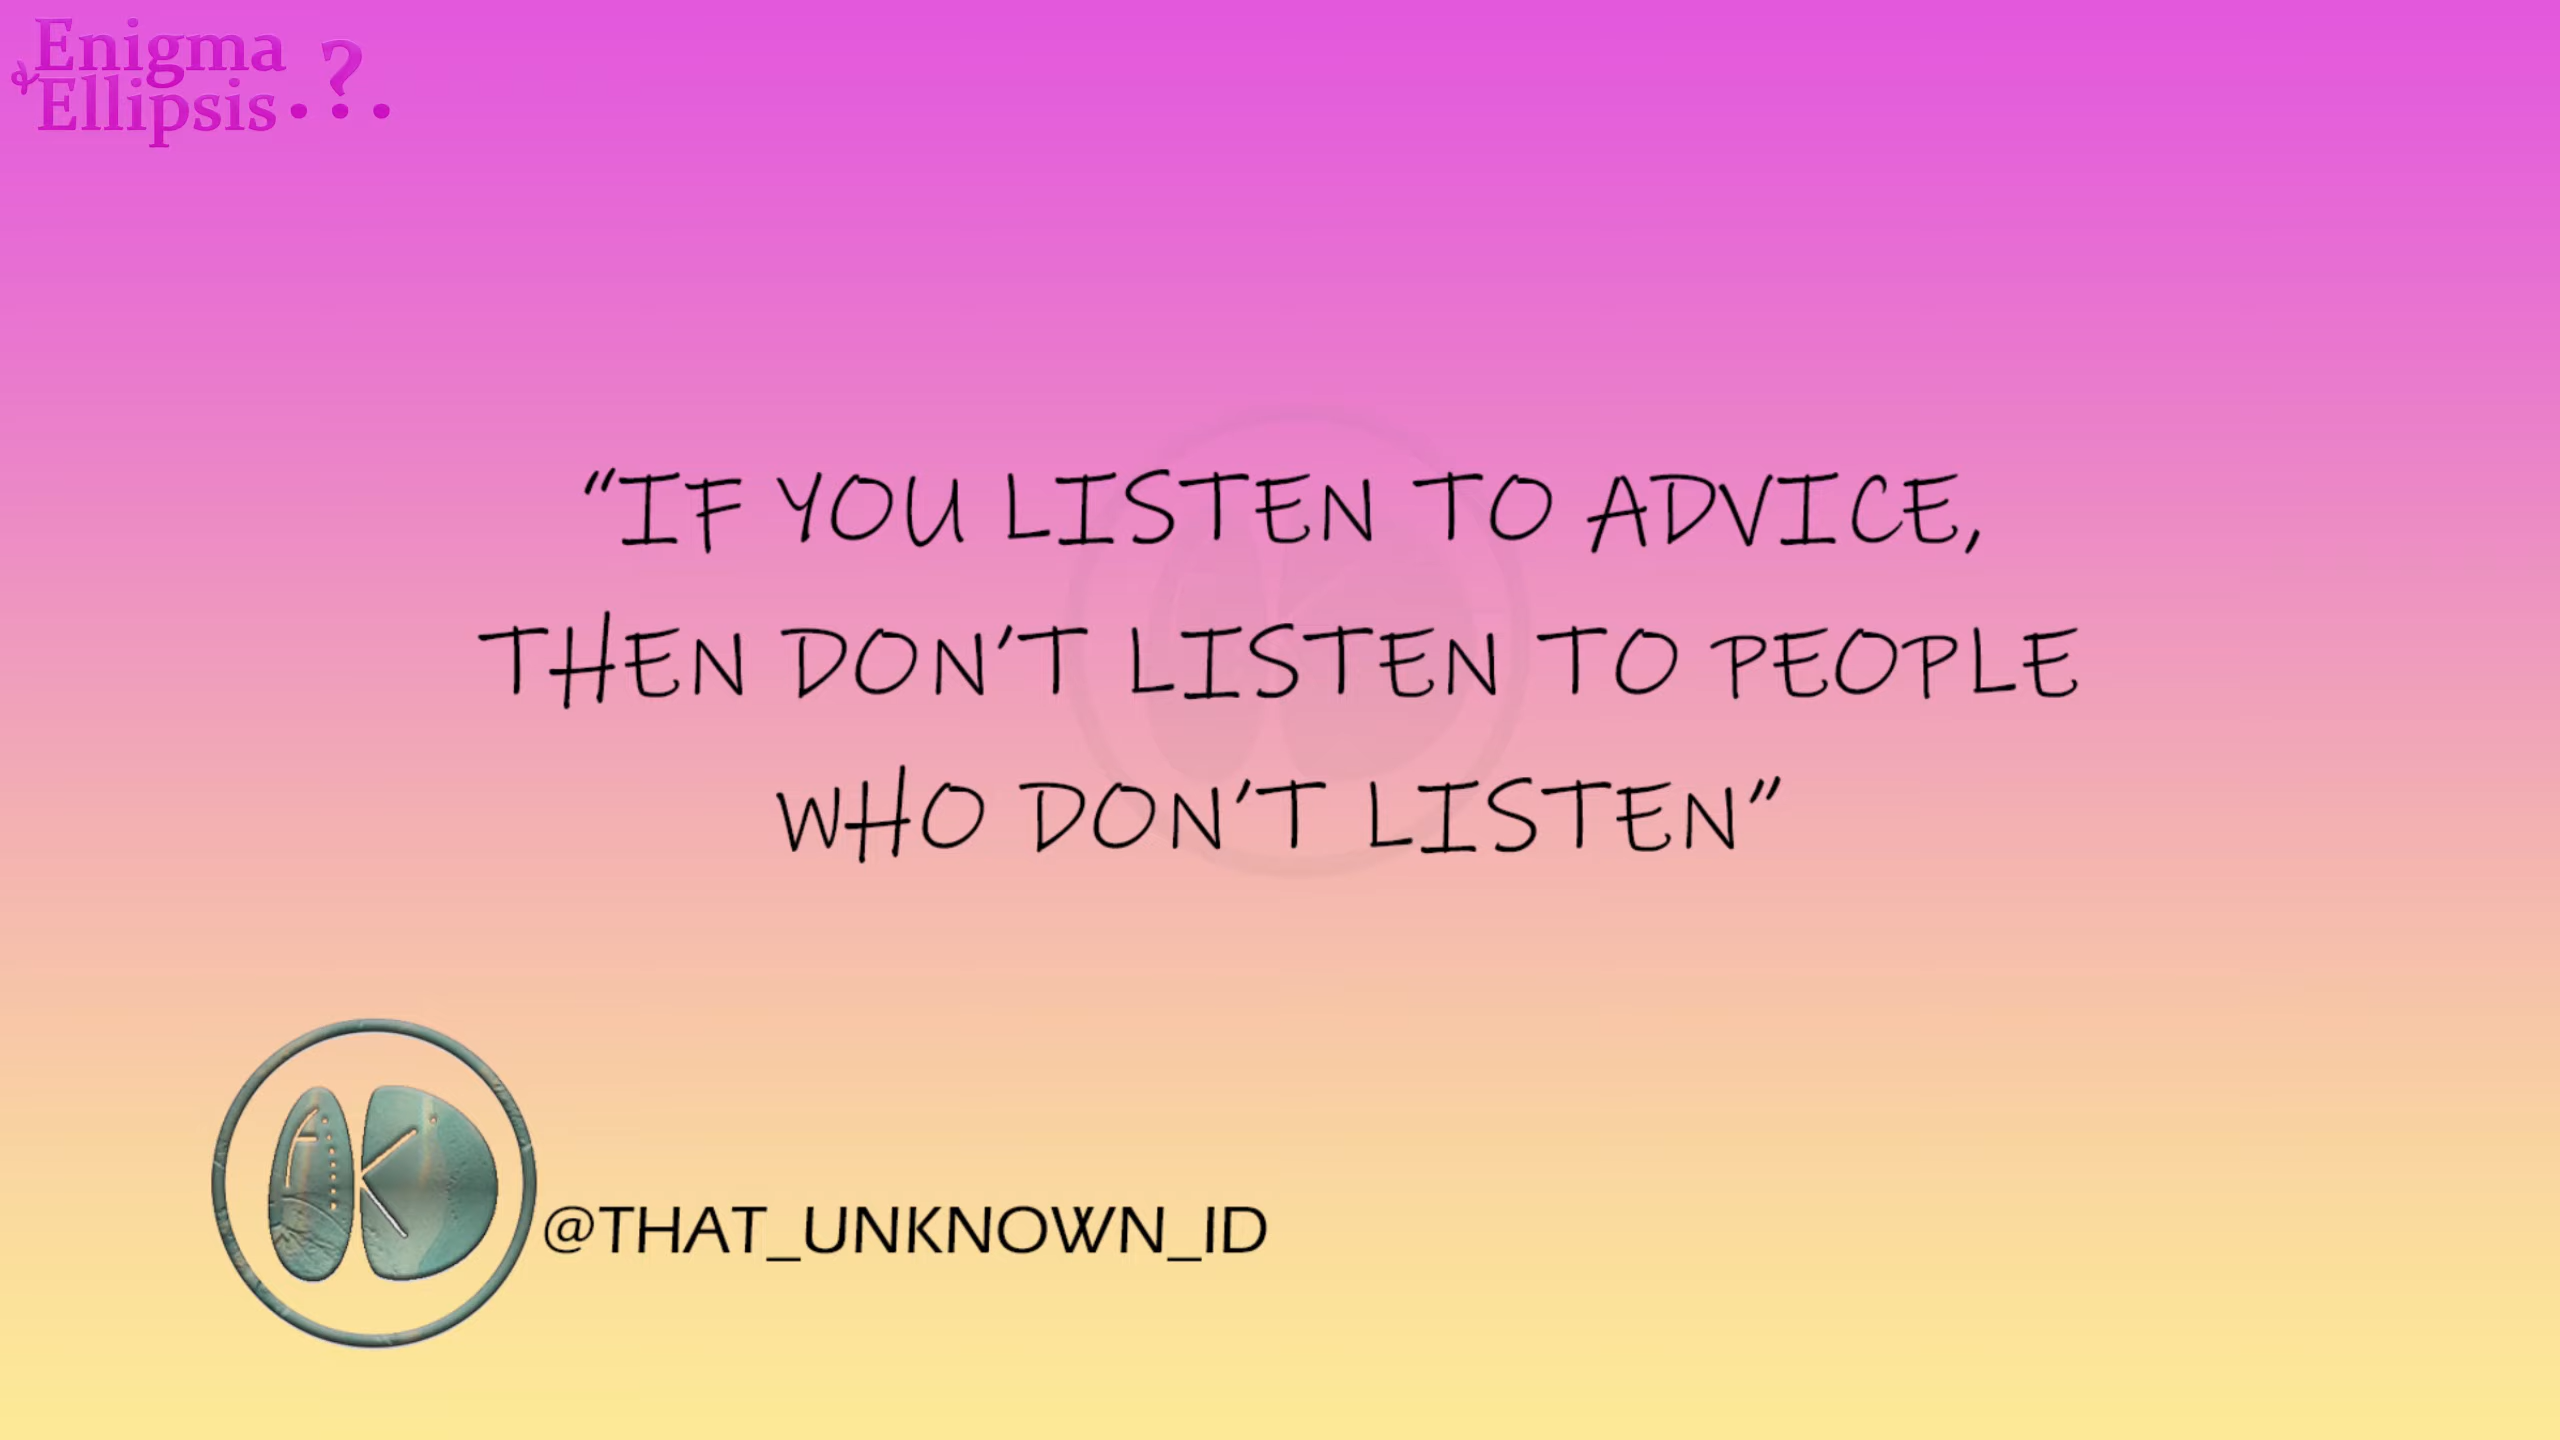 Enigma
& Ellipsis.?.
“IF YOU LISTEN TO ADVICE,
THEN DON’T LISTEN TO PEOPLE
WHO DON’T LISTEN”
@THAT_UNKNOWN_ID